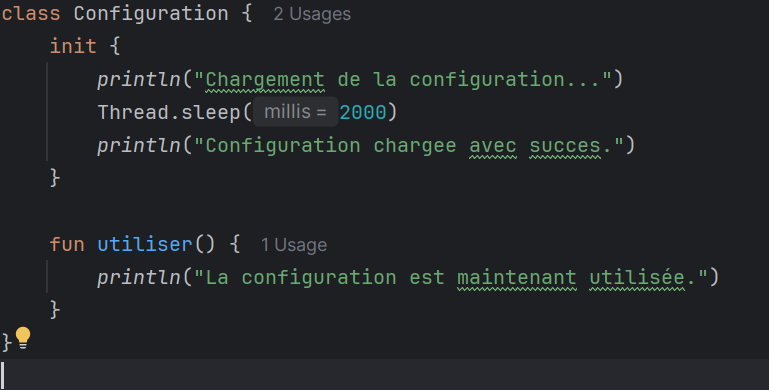 class Configuration {  2 Usages
    init {
        println("Chargement de la configuration...")
        Thread.sleep( millis = 2000)
        println("Configuration chargee avec succes.")
    }

    fun utiliser() {  1 Usage
        println("La configuration est maintenant utilisée.")
    }
}